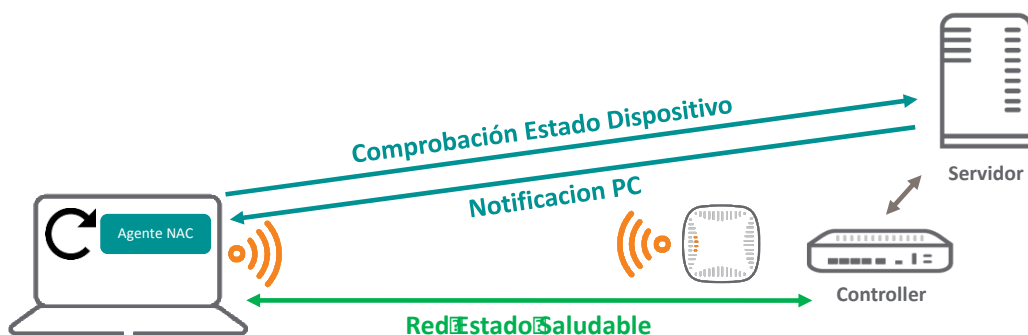 Comprobación Estado Dispositivo
Servidor
Notificacion PC
Agente NAC
Controller
Red Estado Saludable